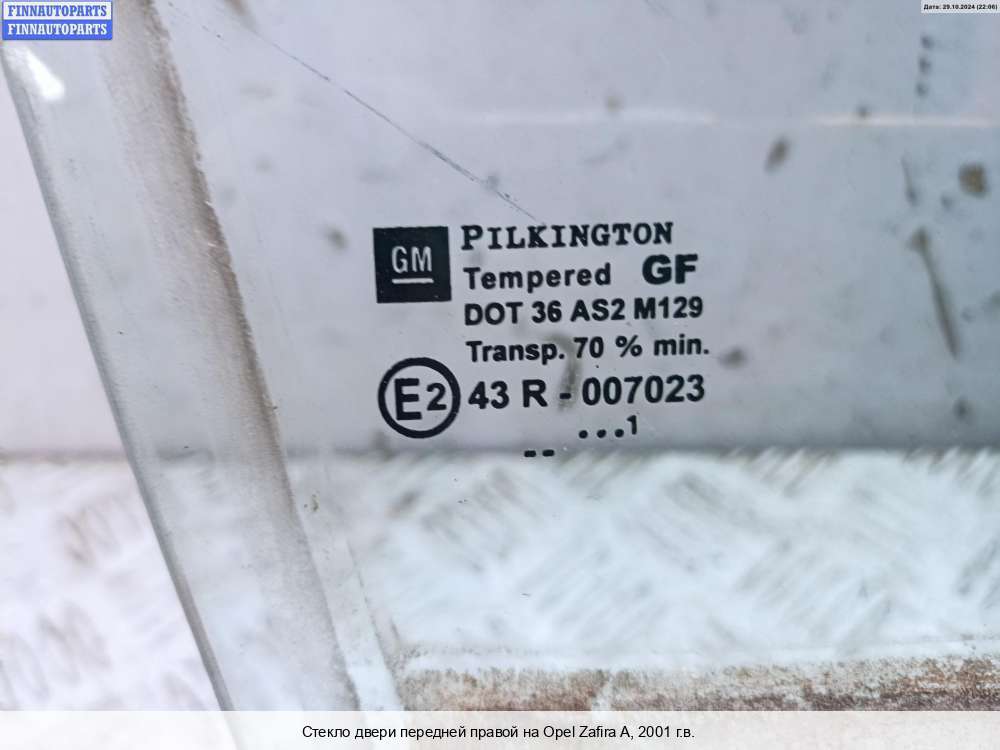 FINNAUTOPARTS
FINNAUTOPARTS
Дата: 29.10.2024 (22:06)
GM
PILKINGTON
Tempered GF
DOT 36 AS2 M129
Transp. 70 % min.
E2 43 R - 007023
...1
--
Стекло двери передней правой на Opel Zafira A, 2001 г.в.